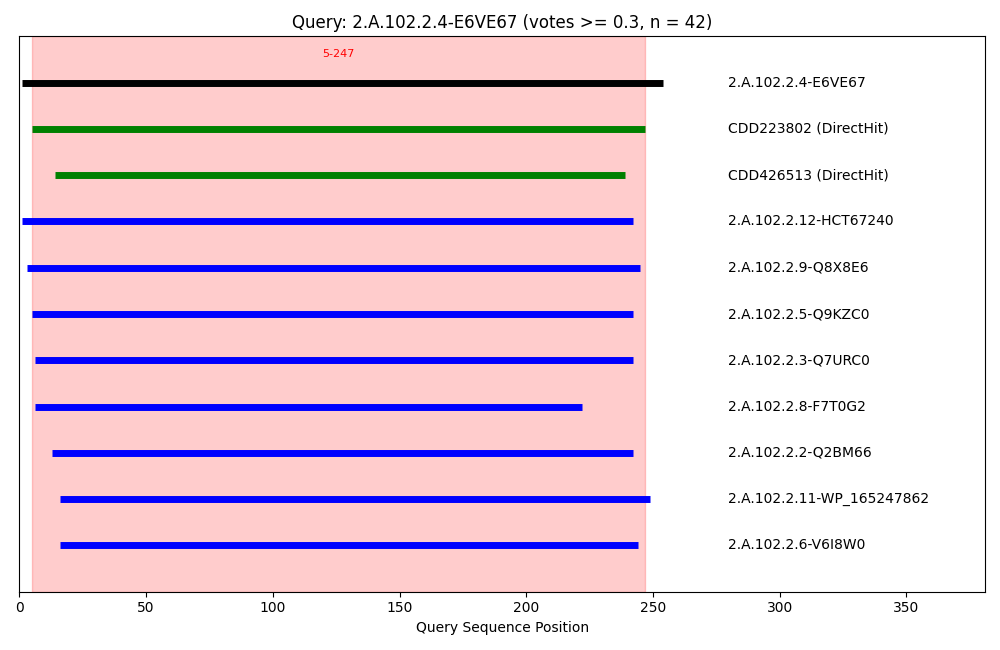 Query: 2.A.102.2.4-E6VE67 (votes >= 0.3, n = 42)
5-247
2.A.102.2.4-E6VE67
CDD223802 (DirectHit)
CDD426513 (DirectHit)
2.A.102.2.12-HCT67240
2.A.102.2.9-Q8X8E6
2.A.102.2.5-Q9KZC0
2.A.102.2.3-Q7URC0
2.A.102.2.8-F7T0G2
2.A.102.2.2-Q2BM66
2.A.102.2.11-WP_165247862
2.A.102.2.6-V6I8W0
0 50 100 150 200 250 300 350
Query Sequence Position